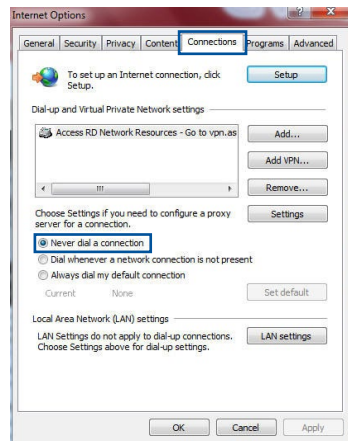 Internet Options
General Security Privacy Content Connections Programs Advanced
To set up an Internet connection, click
Setup.
Setup
Dial-up and Virtual Private Network settings
Access RD Network Resources - Go to vpn.as
Add...
Add VPN...
Remove...
Choose Settings if you need to configure a proxy
server for a connection.
Settings
Never dial a connection
Dial whenever a network connection is not present
Always dial my default connection
Current None
Set default
Local Area Network (LAN) settings
LAN Settings do not apply to dial-up connections.
Choose Settings above for dial-up settings.
LAN settings
OK Cancel Apply